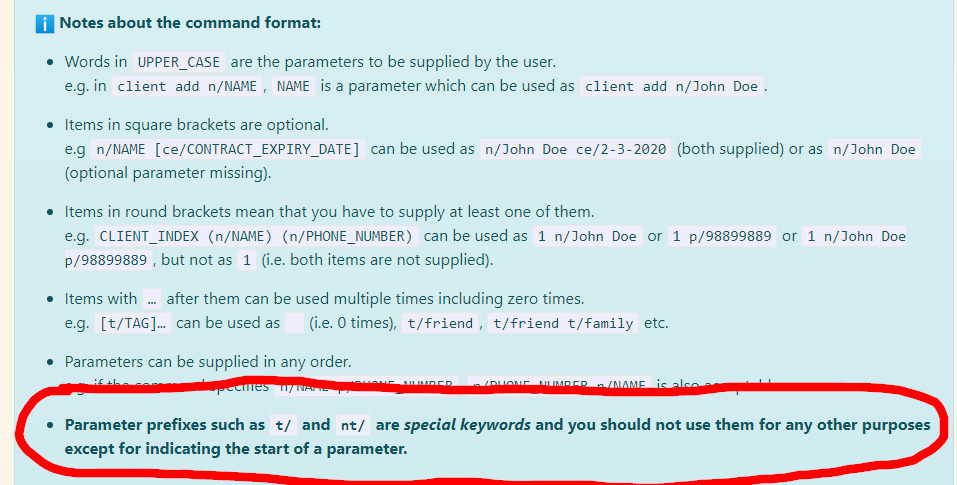 Notes about the command format:
• Words in UPPER_CASE are the parameters to be supplied by the user.
e.g. in client add n/NAME , NAME is a parameter which can be used as client add n/John Doe .
• Items in square brackets are optional.
e.g n/NAME [ce/CONTRACT_EXPIRY_DATE] can be used as n/John Doe ce/2-3-2020 (both supplied) or as n/John Doe
(optional parameter missing).
• Items in round brackets mean that you have to supply at least one of them.
e.g. CLIENT_INDEX (n/NAME) (n/PHONE_NUMBER) can be used as 1 n/John Doe or 1 p/98899889 or 1 n/John Doe
p/98899889 , but not as 1 (i.e. both items are not supplied).
• Items with … after them can be used multiple times including zero times.
e.g. [t/TAG]… can be used as (i.e. 0 times), t/friend , t/friend t/family etc.
• Parameters can be supplied in any order.
e.g. if the command specifies n/NAME p/PHONE_NUMBER , p/PHONE_NUMBER n/NAME is also acceptable.
• Parameter prefixes such as t/ and nt/ are special keywords and you should not use them for any other purposes
except for indicating the start of a parameter.